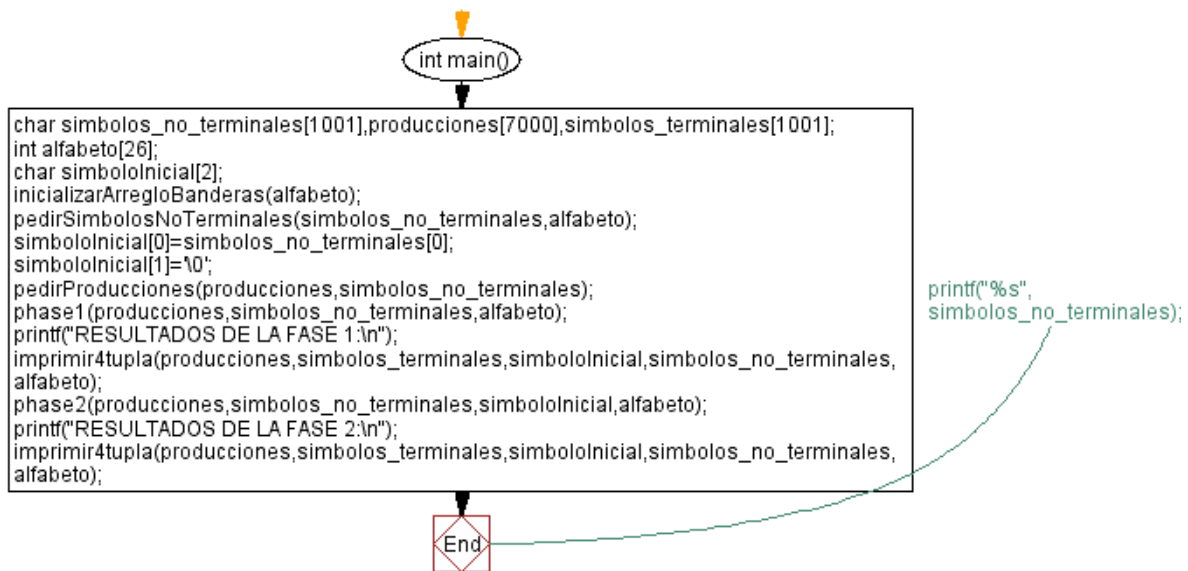 int main()
char simbolos_no_terminales[1001],producciones[7000],simbolos_terminales[1001];
int alfabeto[26];
char simboloInicial[2];
inicializarArregloBanderas(alfabeto);
pedirSimbolosNoTerminales(simbolos_no_terminales,alfabeto);
simboloInicial[0]=simbolos_no_terminales[0];
simboloInicial[1]='\0';
pedirProducciones(producciones,simbolos_no_terminales);
phase1(producciones,simbolos_no_terminales,alfabeto);
printf("RESULTADOS DE LA FASE 1:\n");
imprimir4tupla(producciones,simbolos_terminales,simboloInicial,simbolos_no_terminales,
alfabeto);
phase2(producciones,simbolos_no_terminales,simboloInicial,alfabeto);
printf("RESULTADOS DE LA FASE 2:\n");
imprimir4tupla(producciones,simbolos_terminales,simboloInicial,simbolos_no_terminales,
alfabeto);
printf("%s",
simbolos_no_terminales);
End